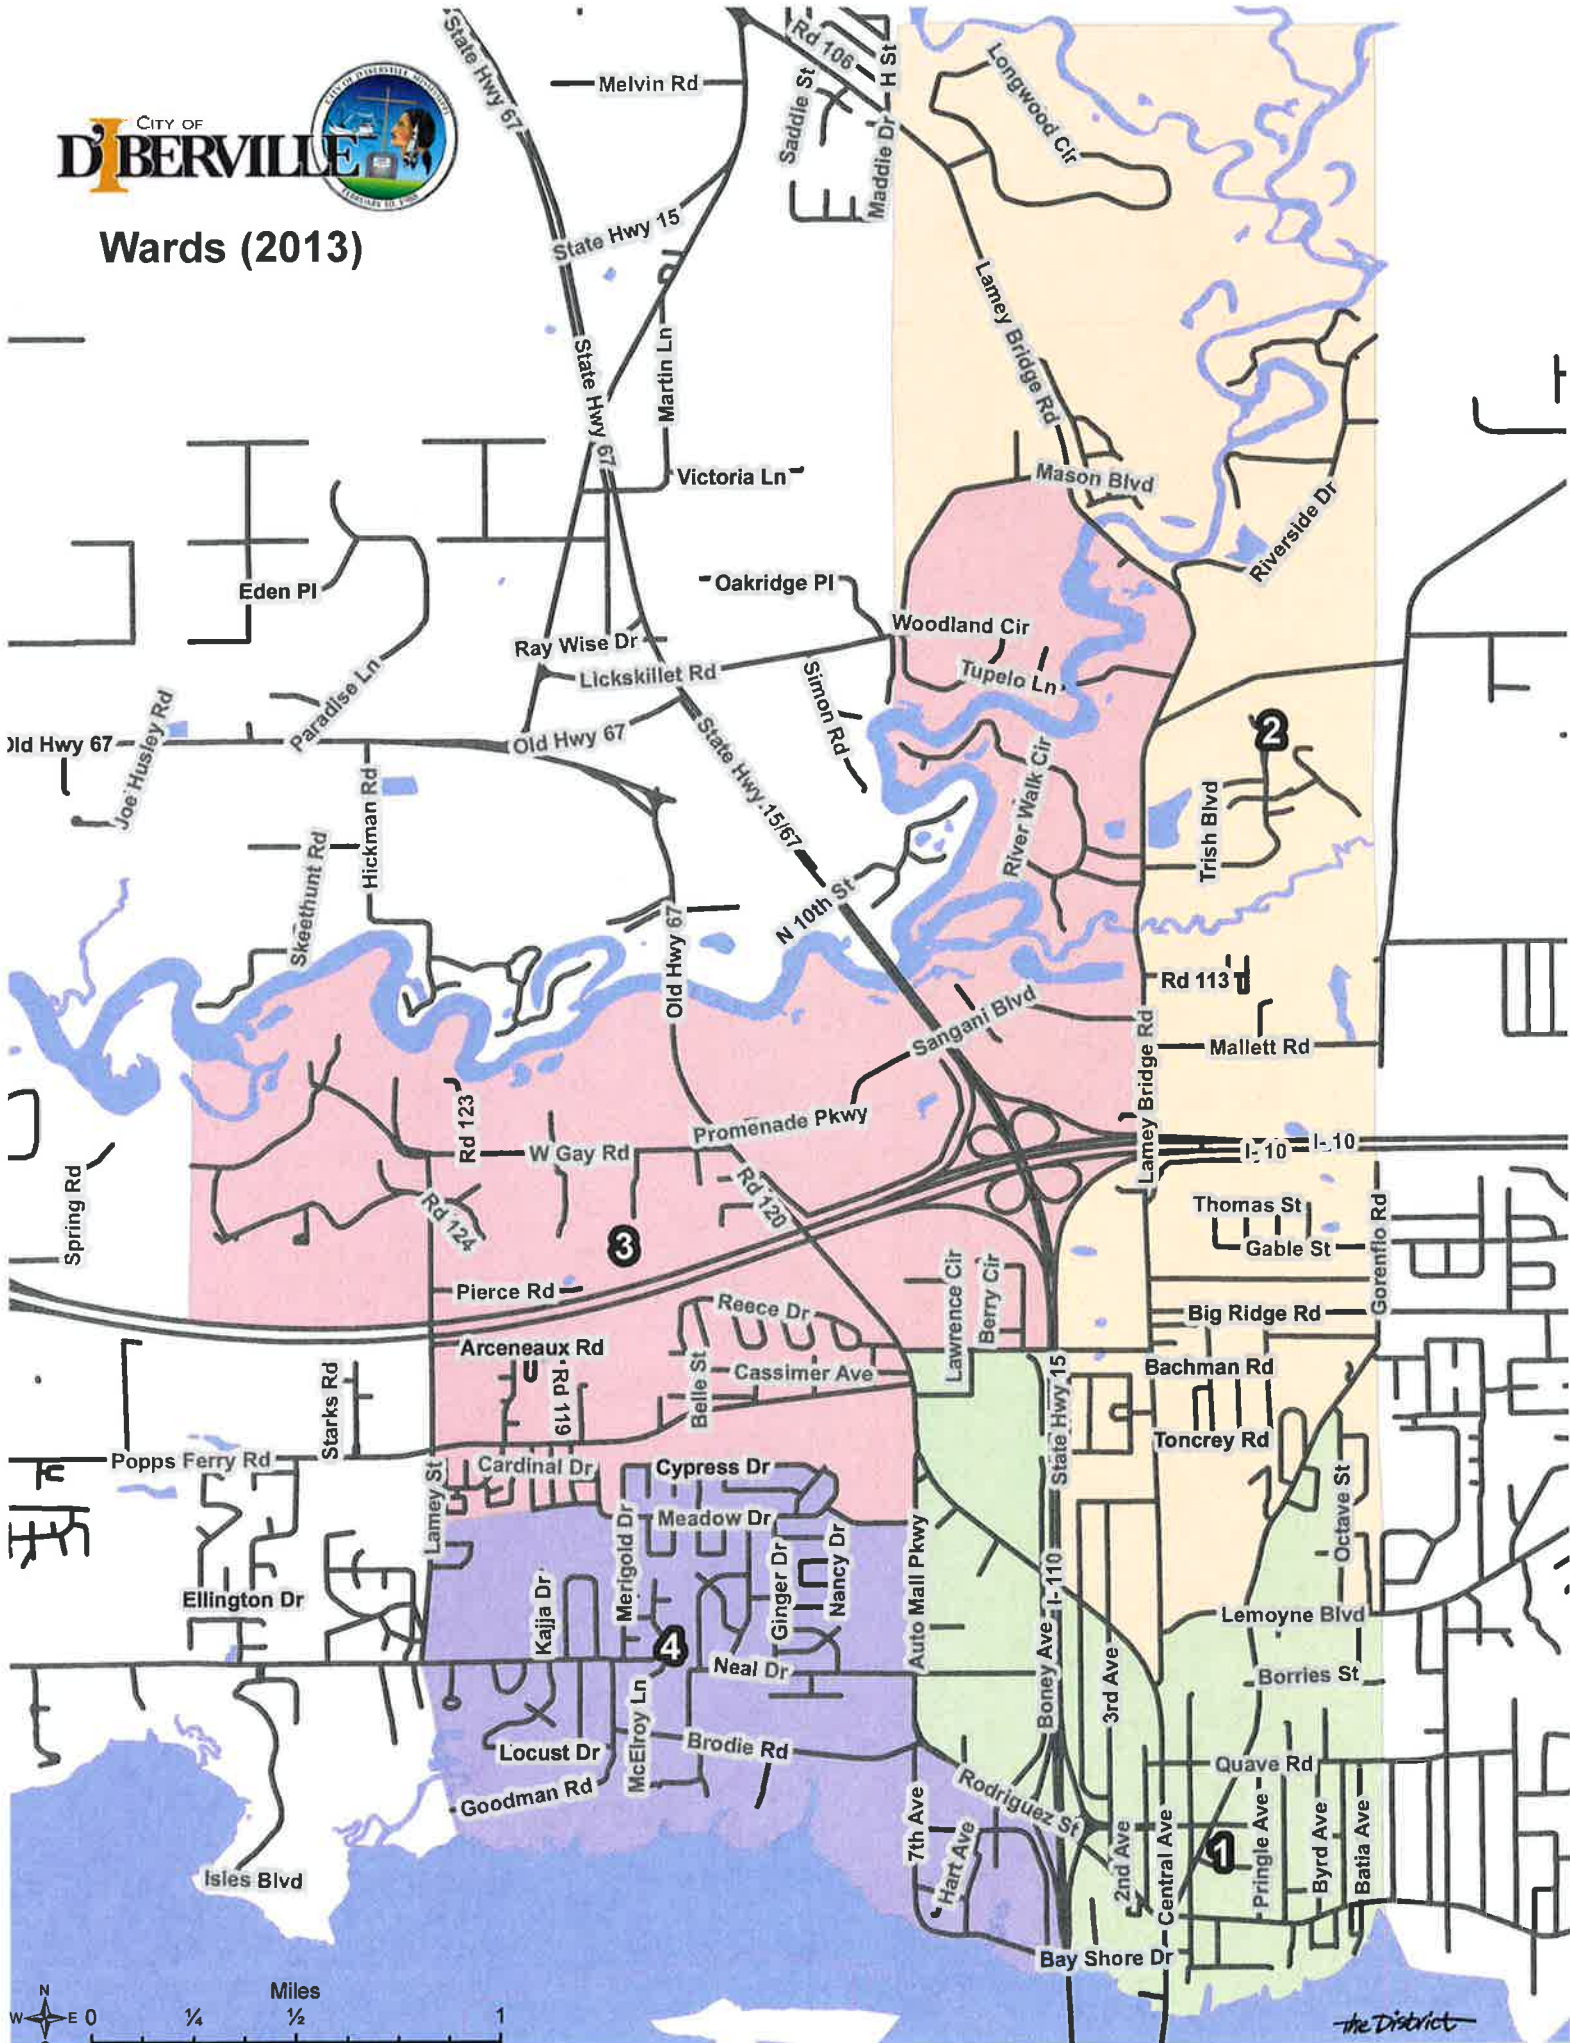 CITY OF
D'IBERVILLE
CITY OF D'IBERVILLE MISSISSIPPI
FEBRUARY 10, 1988
Wards (2013)
State Hwy 67
Melvin Rd
Rd 106
H St
Saddie St
Maddie Dr
Longwood Cir
State Hwy 15
Lamey Bridge Rd
State Hwy 67
Martin Ln
Victoria Ln
Mason Blvd
Riverside Dr
Eden Pl
Oakridge Pl
Woodland Cir
Ray Wise Dr
Lickskillet Rd
Tupelo Ln
Simon Rd
Paradise Ln
Joe Husley Rd
Old Hwy 67
Old Hwy 67
State Hwy 15/67
2
River Walk Cir
Trish Blvd
Hickman Rd
Skeethunt Rd
N 10th St
Old Hwy 67
Rd 113
Sangani Blvd
Mallett Rd
Lamey Bridge Rd
Rd 123
Promenade Pkwy
W Gay Rd
I-10
I-10
Spring Rd
Rd 124
Rd 120
3
Thomas St
Gable St
Gorenflo Rd
Pierce Rd
Lawrence Cir
Berry Cir
Reece Dr
Big Ridge Rd
Arceneaux Rd
Rd 119
Belle St
Cassimer Ave
Bachman Rd
Starks Rd
State Hwy 15
Toncrey Rd
Popps Ferry Rd
Cardinal Dr
Cypress Dr
Lamey St
Octave St
Meadow Dr
Merigold Dr
Ginger Dr
Nancy Dr
Auto Mall Pkwy
I-110
Ellington Dr
Kajja Dr
4
Lemoyne Blvd
Neal Dr
Boney Ave
3rd Ave
Borries St
Locust Dr
McElroy Ln
Brodie Rd
Quave Rd
Goodman Rd
Rodriguez St
7th Ave
Hart Ave
2nd Ave
Central Ave
1
Pringle Ave
Byrd Ave
Batia Ave
Isles Blvd
Bay Shore Dr
N
W E
Miles
0 ¼ ½ 1
the District